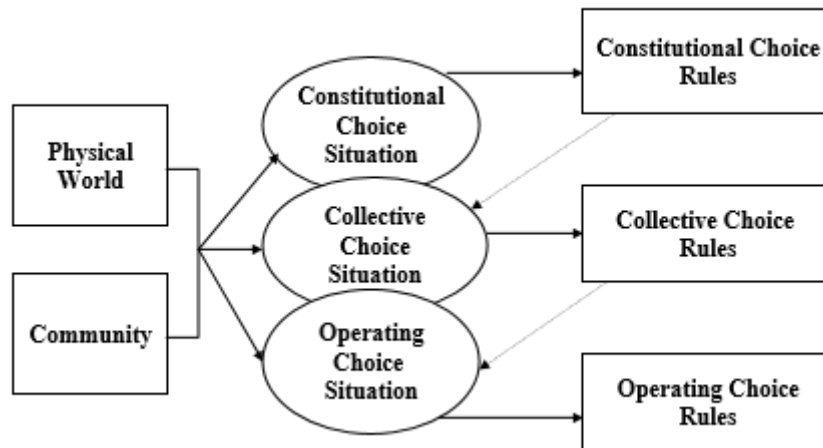 Physical
World
Community
Constitutional
Choice
Situation
Collective
Choice
Situation
Operating
Choice
Situation
Constitutional Choice
Rules
Collective Choice
Rules
Operating Choice
Rules